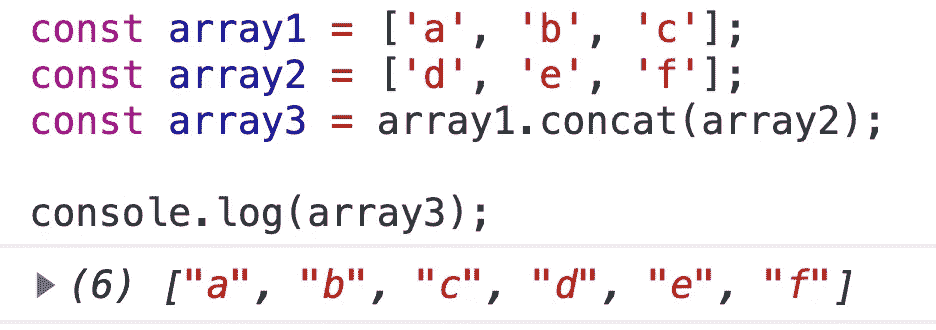 const array1 = ['a', 'b', 'c'];
const array2 = ['d', 'e', 'f'];
const array3 = array1.concat(array2);
console.log(array3);
▶ (6) ["a", "b", "c", "d", "e", "f"]